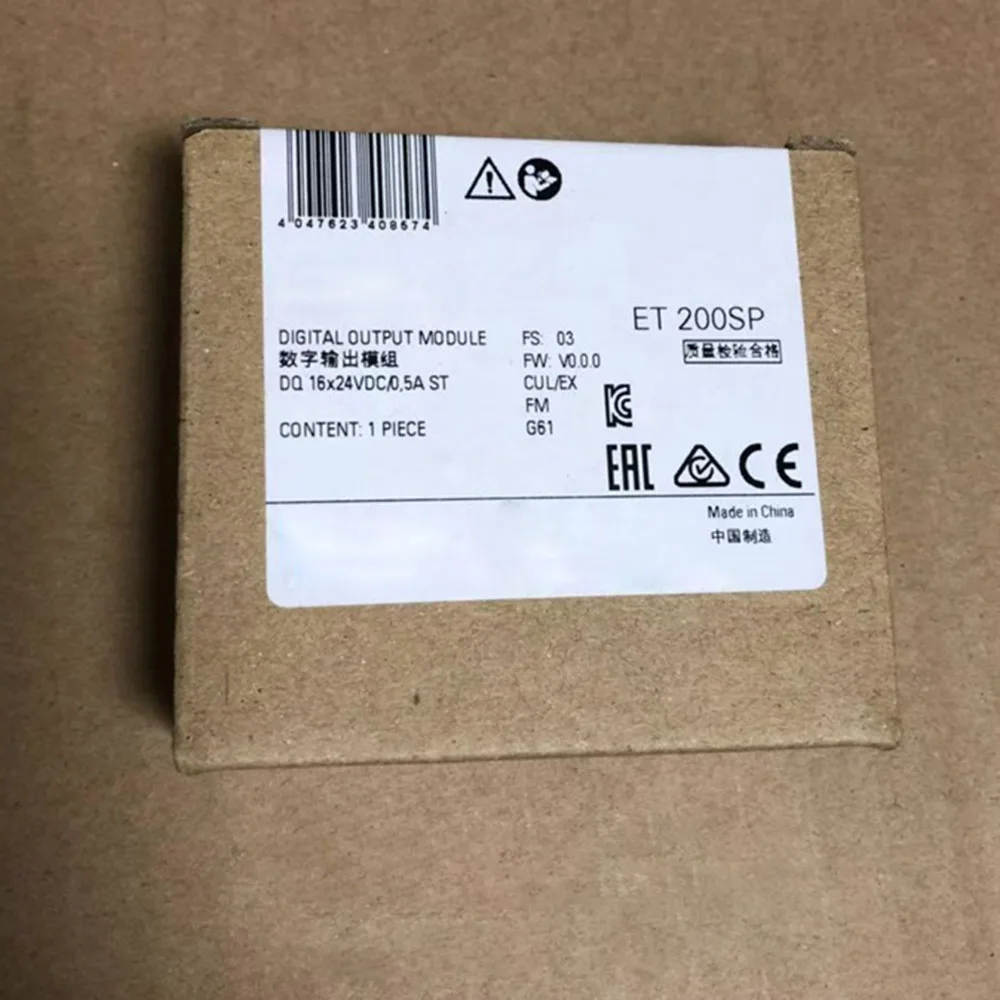 4 047623 408574
ET 200SP
质量检验合格
DIGITAL OUTPUT MODULE
数字输出模组
DQ 16x24VDC/0,5A ST
CONTENT: 1 PIECE
FS: 03
FW: V0.0.0
CUL/EX
FM
G61
KC
EAC
CE
Made in China
中国制造